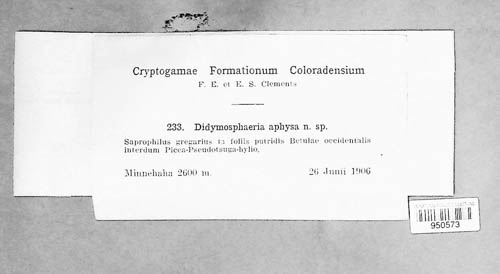 Cryptogamae Formationum Coloradensium
F. E. et E. S. Clements
233. Didymosphaeria aphysa n. sp.
Saprophilus gregarius in foliis putridis Betulae occidentalis
interdum Picea-Pseudotsuga-hylio.
Minnehaha 2600 m. 26 Junii 1906
950573